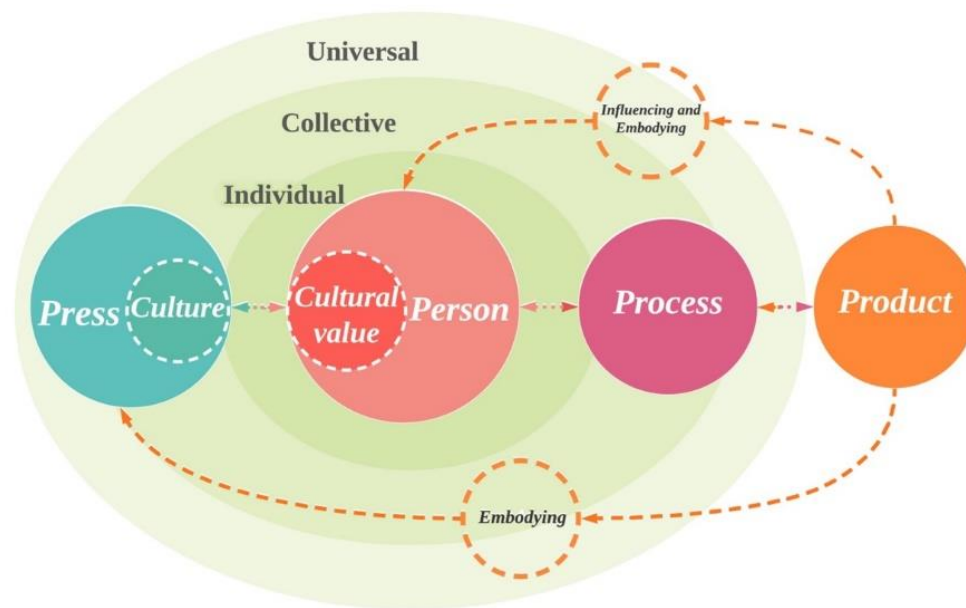 Universal
Collective
Individual
Influencing and
Embodying
Press
Culture
Cultural
value
Person
Process
Product
Embodying